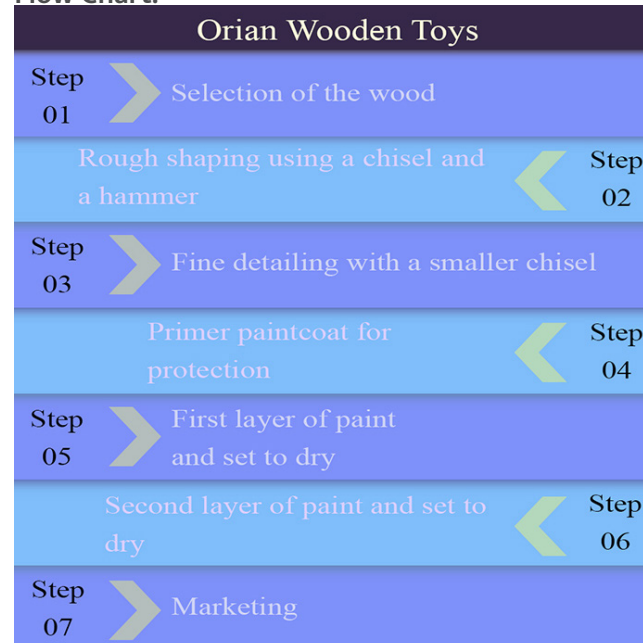 Flow Chart:
Orian Wooden Toys
Step
01
Selection of the wood
Rough shaping using a chisel and
a hammer
Step
02
Step
03
Fine detailing with a smaller chisel
Primer paintcoat for
protection
Step
04
Step
05
First layer of paint
and set to dry
Second layer of paint and set to
dry
Step
06
Step
07
Marketing